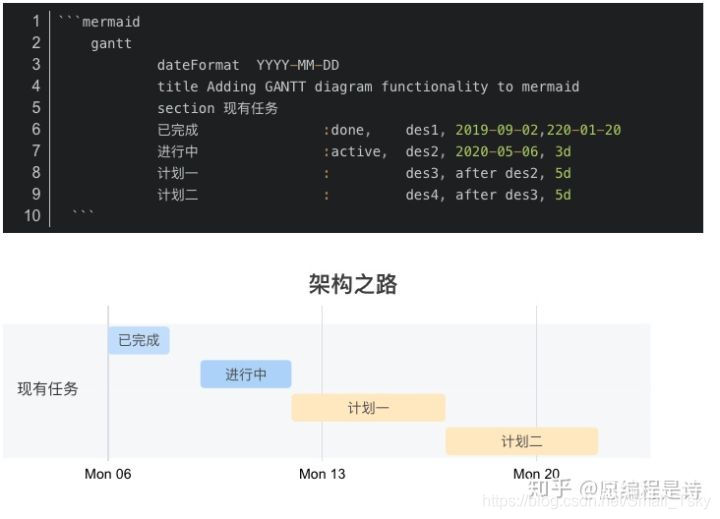 1 ```mermaid
2 gantt
3 dateFormat YYYY-MM-DD
4 title Adding GANTT diagram functionality to mermaid
5 section 现有任务
6 已完成 :done, des1, 2019-09-02,220-01-20
7 进行中 :active, des2, 2020-05-06, 3d
8 计划一 : des3, after des2, 5d
9 计划二 : des4, after des3, 5d
10 ```
架构之路
已完成
进行中
现有任务
计划一
计划二
Mon 06 Mon 13 Mon 20
知乎 @愿编程是诗
https://blog.csdn.net/Small_Tsky